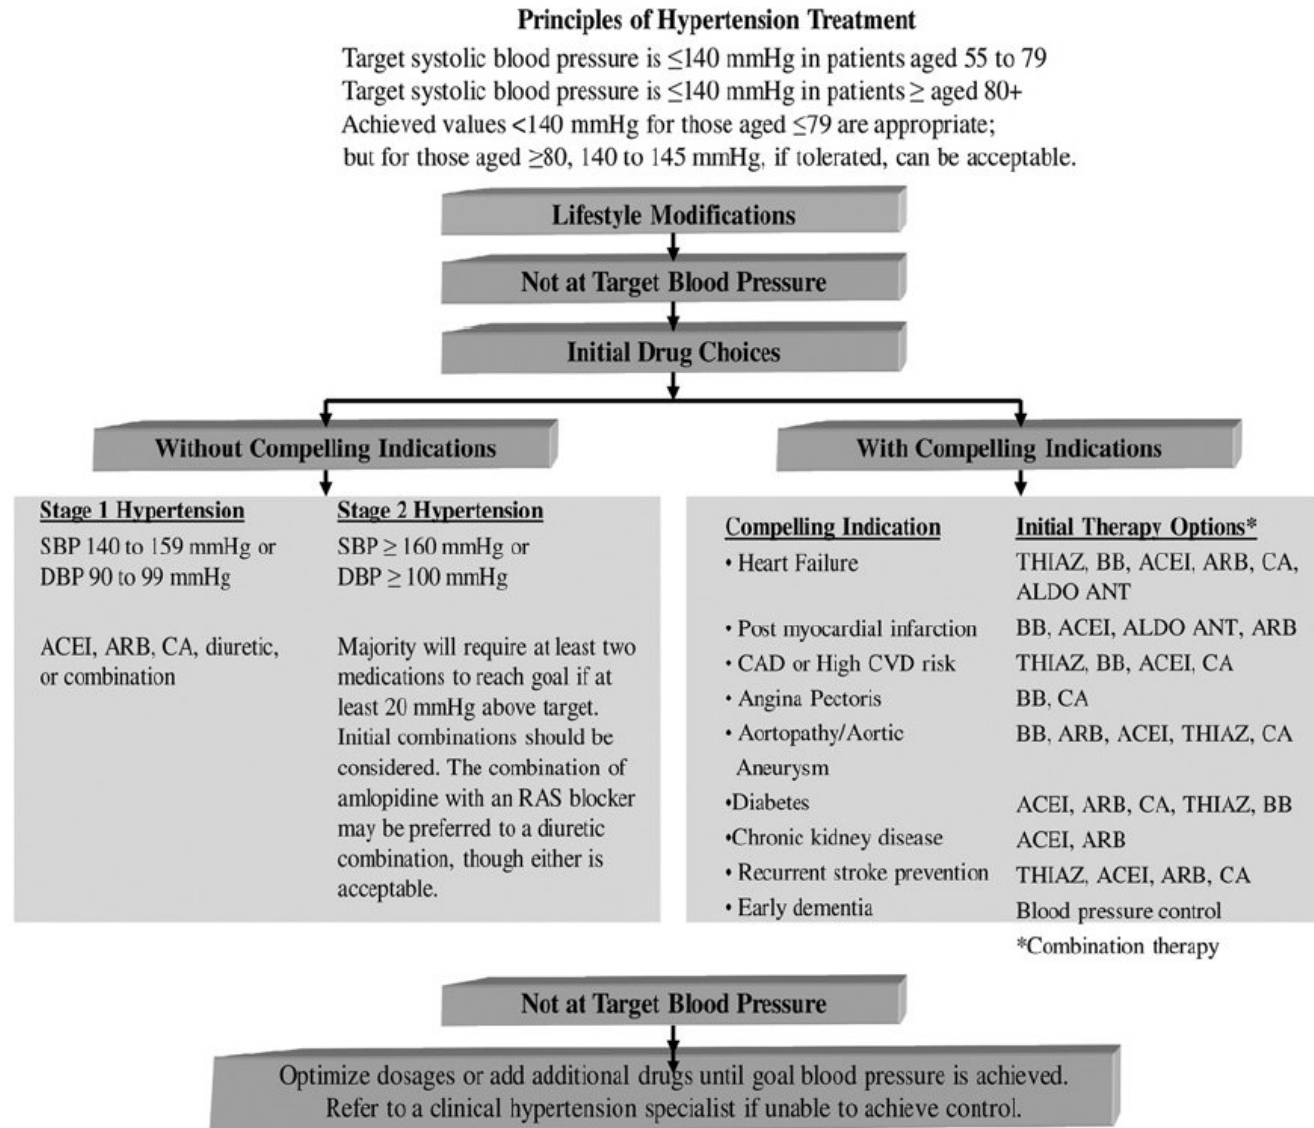 Principles of Hypertension Treatment
Target systolic blood pressure is ≤140 mmHg in patients aged 55 to 79
Target systolic blood pressure is ≤140 mmHg in patients ≥ aged 80+
Achieved values <140 mmHg for those aged ≤79 are appropriate;
but for those aged ≥80, 140 to 145 mmHg, if tolerated, can be acceptable.
Lifestyle Modifications
Not at Target Blood Pressure
Initial Drug Choices
Without Compelling Indications
Stage 1 Hypertension
SBP 140 to 159 mmHg or
DBP 90 to 99 mmHg
ACEI, ARB, CA, diuretic,
or combination
Stage 2 Hypertension
SBP ≥ 160 mmHg or
DBP ≥ 100 mmHg
Majority will require at least two
medications to reach goal if at
least 20 mmHg above target.
Initial combinations should be
considered. The combination of
amlopidine with an RAS blocker
may be preferred to a diuretic
combination, though either is
acceptable.
With Compelling Indications
Compelling Indication Initial Therapy Options*
• Heart Failure THIAZ, BB, ACEI, ARB, CA,
ALDO ANT
• Post myocardial infarction BB, ACEI, ALDO ANT, ARB
• CAD or High CVD risk THIAZ, BB, ACEI, CA
• Angina Pectoris BB, CA
• Aortopathy/Aortic BB, ARB, ACEI, THIAZ, CA
Aneurysm
•Diabetes ACEI, ARB, CA, THIAZ, BB
•Chronic kidney disease ACEI, ARB
• Recurrent stroke prevention THIAZ, ACEI, ARB, CA
• Early dementia Blood pressure control
*Combination therapy
Not at Target Blood Pressure
Optimize dosages or add additional drugs until goal blood pressure is achieved.
Refer to a clinical hypertension specialist if unable to achieve control.